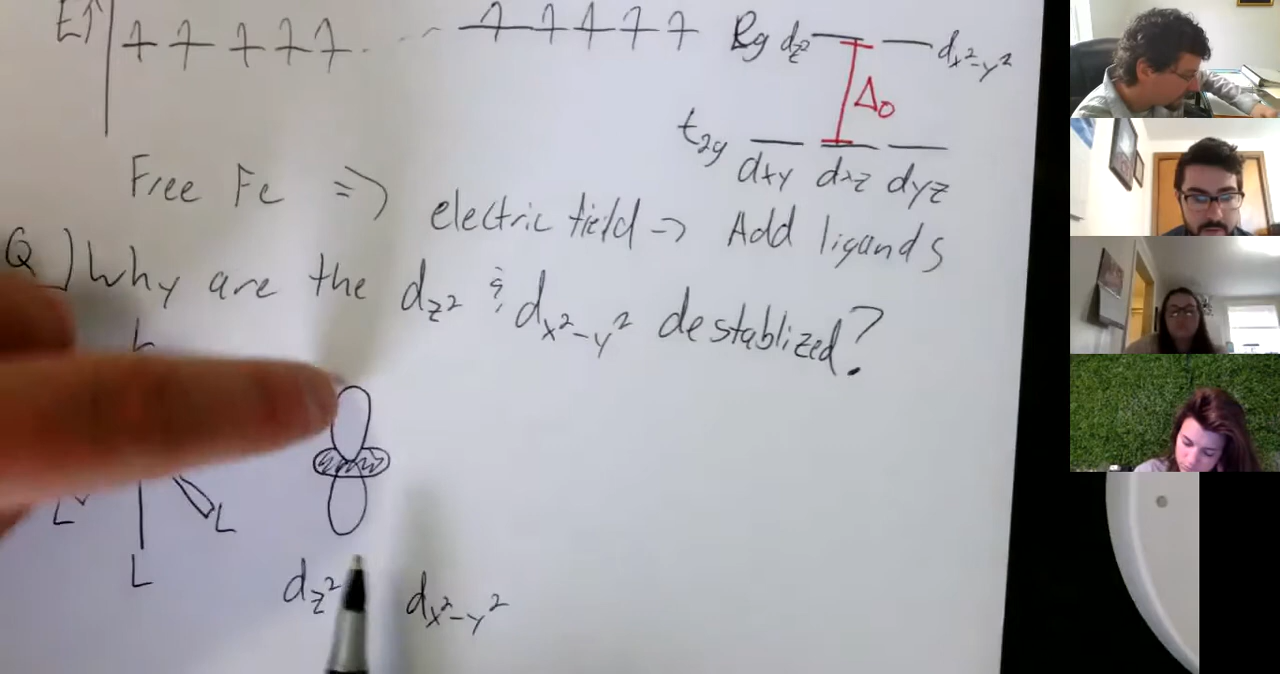 E↑
Eg dz² dx²-y²
Δo
t2g
dxy dxz dyz
Free Fe => electric field -> Add ligands
Q) Why are the dz² & dx²-y² destablized?
L
L L
L
dz² dx²-y²